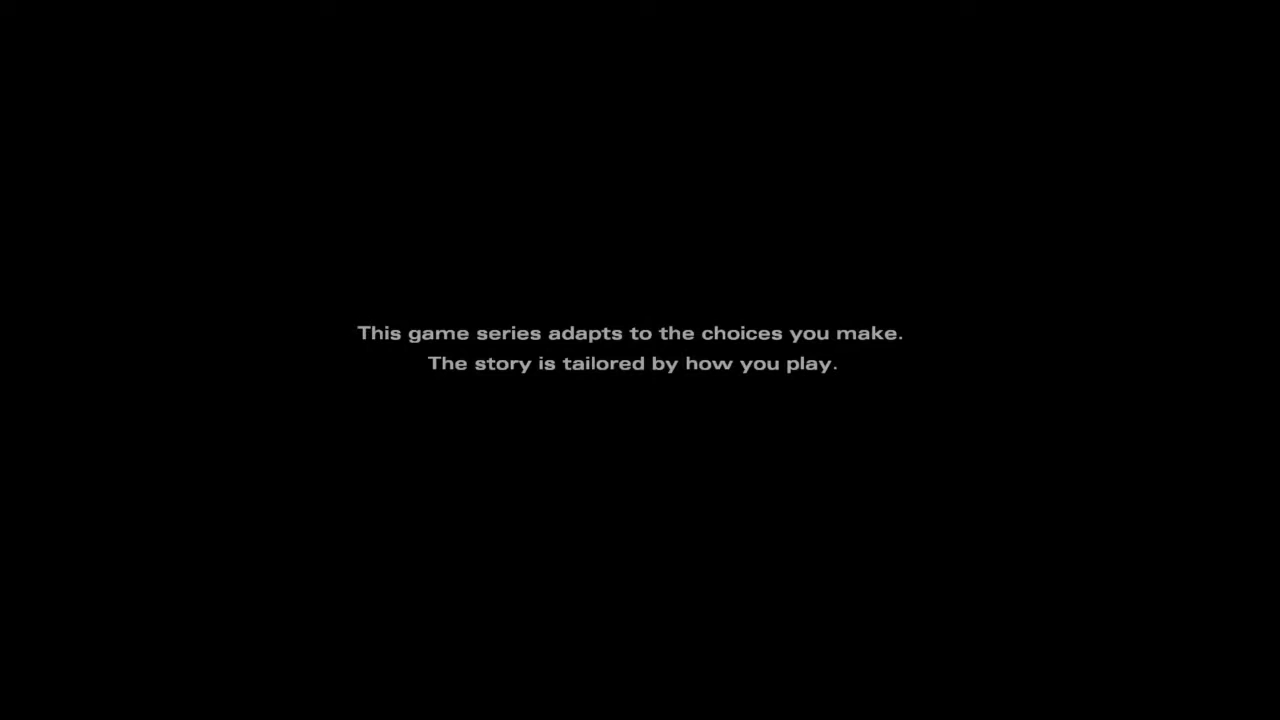 This game series adapts to the choices you make.
The story is tailored by how you play.